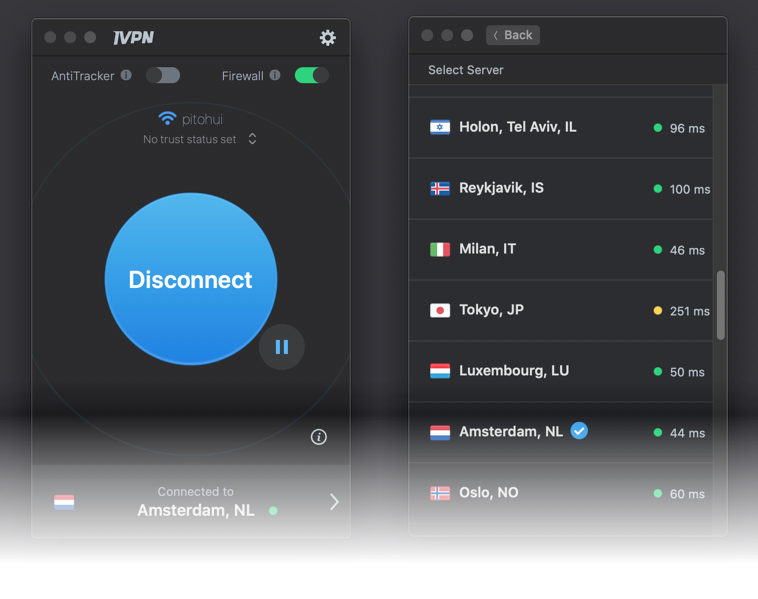 IVPN
AntiTracker
Firewall
pitohui
No trust status set
Disconnect
Connected to
Amsterdam, NL
Back
Select Server
Holon, Tel Aviv, IL 96 ms
Reykjavik, IS 100 ms
Milan, IT 46 ms
Tokyo, JP 251 ms
Luxembourg, LU 50 ms
Amsterdam, NL 44 ms
Oslo, NO 60 ms